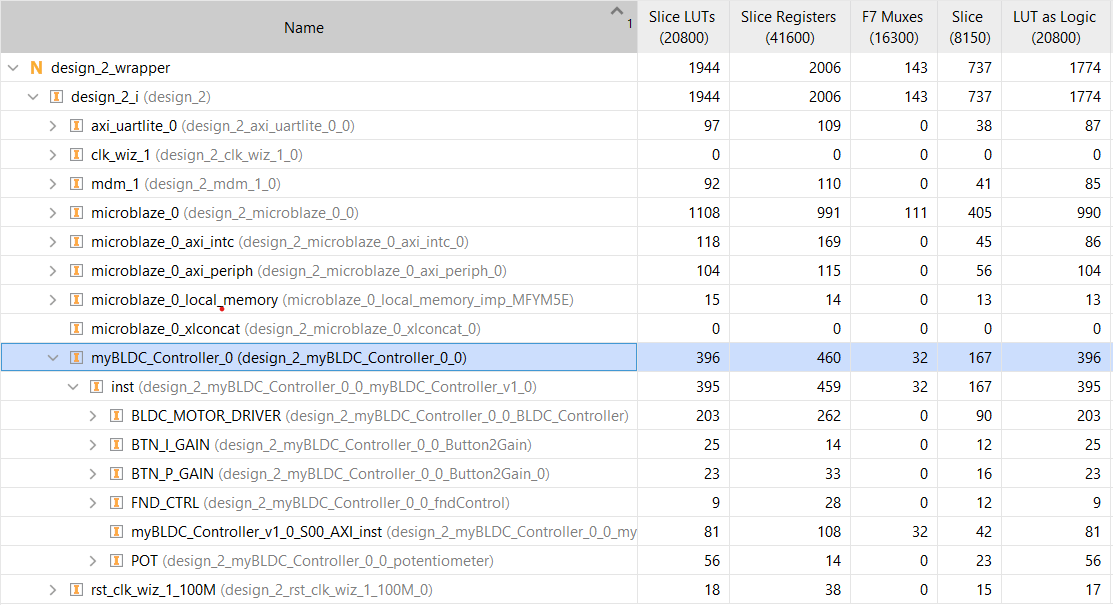 Name 1 Slice LUTs (20800) Slice Registers (41600) F7 Muxes (16300) Slice (8150) LUT as Logic (20800)
N design_2_wrapper 1944 2006 143 737 1774
I design_2_i (design_2) 1944 2006 143 737 1774
I axi_uartlite_0 (design_2_axi_uartlite_0_0) 97 109 0 38 87
I clk_wiz_1 (design_2_clk_wiz_1_0) 0 0 0 0 0
I mdm_1 (design_2_mdm_1_0) 92 110 0 41 85
I microblaze_0 (design_2_microblaze_0_0) 1108 991 111 405 990
I microblaze_0_axi_intc (design_2_microblaze_0_axi_intc_0) 118 169 0 45 86
I microblaze_0_axi_periph (design_2_microblaze_0_axi_periph_0) 104 115 0 56 104
I microblaze_0_local_memory (microblaze_0_local_memory_imp_MFYM5E) 15 14 0 13 13
I microblaze_0_xlconcat (design_2_microblaze_0_xlconcat_0) 0 0 0 0 0
I myBLDC_Controller_0 (design_2_myBLDC_Controller_0_0) 396 460 32 167 396
I inst (design_2_myBLDC_Controller_0_0_myBLDC_Controller_v1_0) 395 459 32 167 395
I BLDC_MOTOR_DRIVER (design_2_myBLDC_Controller_0_0_BLDC_Controller) 203 262 0 90 203
I BTN_I_GAIN (design_2_myBLDC_Controller_0_0_Button2Gain) 25 14 0 12 25
I BTN_P_GAIN (design_2_myBLDC_Controller_0_0_Button2Gain_0) 23 33 0 16 23
I FND_CTRL (design_2_myBLDC_Controller_0_0_fndControl) 9 28 0 12 9
I myBLDC_Controller_v1_0_S00_AXI_inst (design_2_myBLDC_Controller_0_0_my 81 108 32 42 81
I POT (design_2_myBLDC_Controller_0_0_potentiometer) 56 14 0 23 56
I rst_clk_wiz_1_100M (design_2_rst_clk_wiz_1_100M_0) 18 38 0 15 17